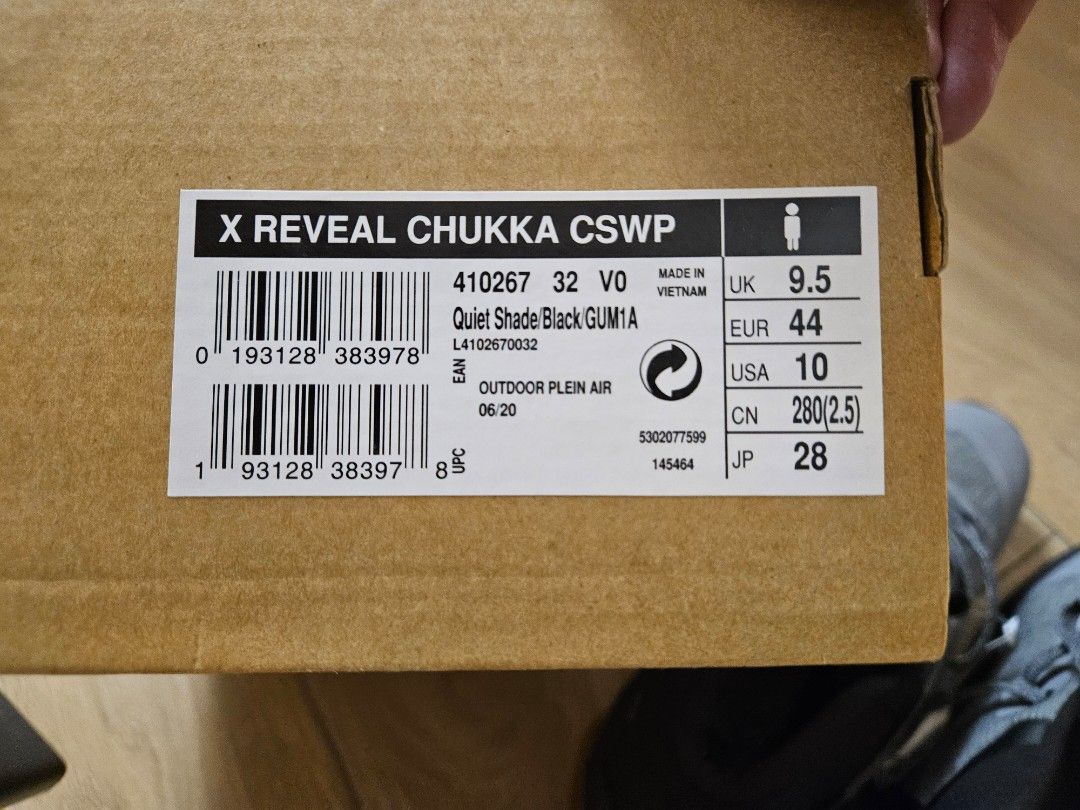 X REVEAL CHUKKA CSWP
410267 32 V0
MADE IN
VIETNAM
Quiet Shade/Black/GUM1A
L4102670032
EAN
0 193128 383978
OUTDOOR PLEIN AIR
06/20
UPC
1 93128 38397 8
5302077599
145464
UK 9.5
EUR 44
USA 10
CN 280(2.5)
JP 28